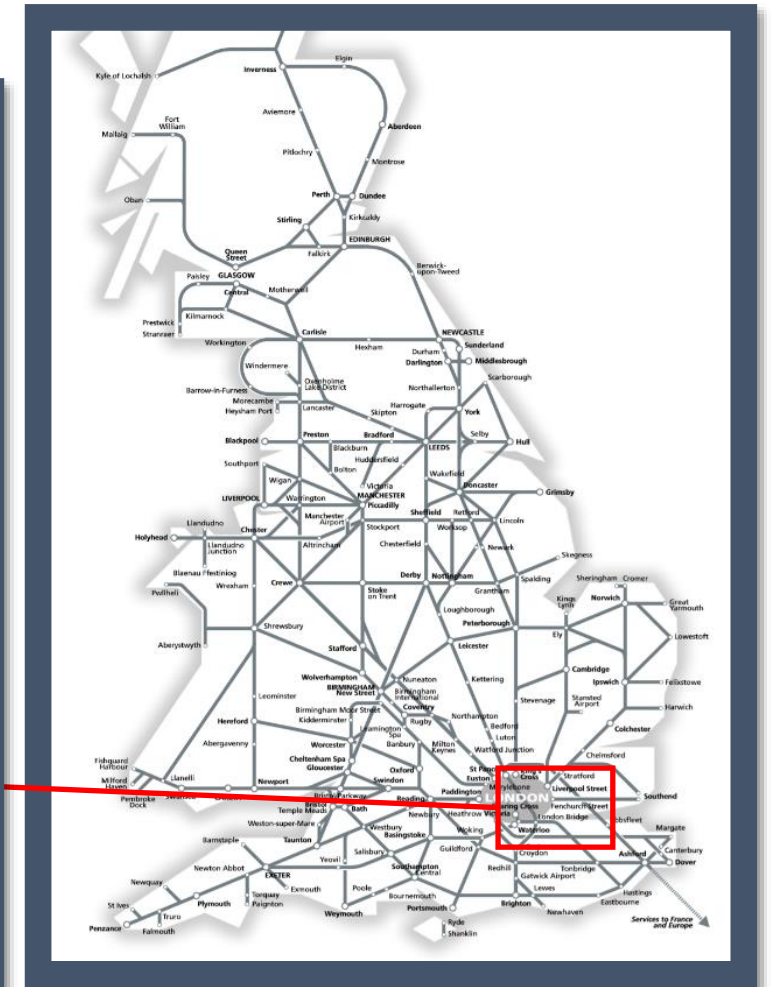 Elgin
Inverness
Kyle of Lochalsh
Aviemore
Fort
William
Mallaig
Aberdeen
Pitlochry
Montrose
Perth
Dundee
Oban
Kirkcaldy
Stirling
EDINBURGH
Queen
Street
Falkirk
Berwick-
upon-Tweed
Paisley
GLASGOW
Central
Motherwell
Prestwick
Kilmarnock
Stranraer
Carlisle
NEWCASTLE
Workington
Hexham
Sunderland
Durham
Darlington
Middlesbrough
Windermere
Scarborough
Oxenholme
Lake District
Northallerton
Barrow-in-Furness
Morecambe
Heysham Port
Lancaster
Harrogate
York
Skipton
Blackpool
Preston
Bradford
Selby
Hull
Blackburn
LEEDS
Huddersfield
Southport
Bolton
Wakefield
Wigan
Victoria
Doncaster
LIVERPOOL
Warrington
MANCHESTER
Piccadilly
Grimsby
Manchester
Airport
Sheffield
Retford
Llandudno
Stockport
Worksop
Lincoln
Holyhead
Chester
Llandudno
Junction
Altrincham
Chesterfield
Newark
Skegness
Blaenau Ffestiniog
Wrexham
Crewe
Stoke
on Trent
Derby
Nottingham
Spalding
Sheringham
Cromer
Pwllheli
Grantham
Kings
Lynn
Norwich
Great
Yarmouth
Loughborough
Shrewsbury
Peterborough
Ely
Lowestoft
Aberystwyth
Stafford
Leicester
Cambridge
Wolverhampton
Nuneaton
Kettering
Ipswich
Felixstowe
BIRMINGHAM
New Street
Birmingham
International
Leominster
Stevenage
Stansted
Airport
Harwich
Birmingham Moor Street
Coventry
Kidderminster
Rugby
Northampton
Hereford
Leamington
Spa
Bedford
Colchester
Worcester
Banbury
Milton
Keynes
Luton
Abergavenny
Watford Junction
Chelmsford
Cheltenham Spa
Gloucester
Oxford
St Pancras
King's
Cross
Fishguard
Harbour
Euston
Stratford
Milford
Haven
Llanelli
Swindon
Marylebone
Liverpool Street
Newport
Paddington
LONDON
Southend
Pembroke
Dock
Swansea
Bristol Parkway
Reading
Charing Cross
Fenchurch Street
Bristol
Temple Meads
Bath
Newbury
Heathrow
Victoria
London Bridge
Weston-super-Mare
Westbury
Basingstoke
Woking
Waterloo
Margate
Barnstaple
Taunton
Guildford
Croydon
Canterbury
Yeovil
Salisbury
Ashford
Dover
Newton Abbot
EXETER
Southampton
Central
Redhill
Tonbridge
Gatwick Airport
Newquay
Exmouth
Poole
Lewes
Hastings
Torquay
Paignton
Bournemouth
Eastbourne
St Ives
Plymouth
Portsmouth
Brighton
Newhaven
Truro
Weymouth
Ryde
Services to France
and Europe
Penzance
Falmouth
Shanklin